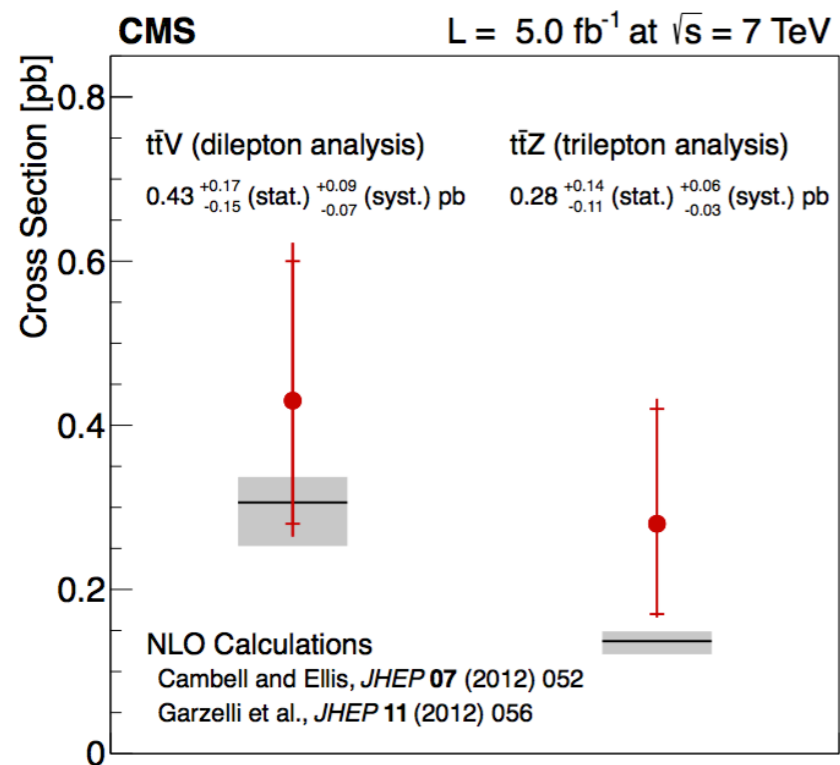 CMS L = 5.0 fb⁻¹ at √s = 7 TeV
Cross Section [pb]
0.8
0.6
0.4
0.2
0
tt̄V (dilepton analysis)
0.43 +0.17 -0.15 (stat.) +0.09 -0.07 (syst.) pb
tt̄Z (trilepton analysis)
0.28 +0.14 -0.11 (stat.) +0.06 -0.03 (syst.) pb
NLO Calculations
Cambell and Ellis, JHEP 07 (2012) 052
Garzelli et al., JHEP 11 (2012) 056